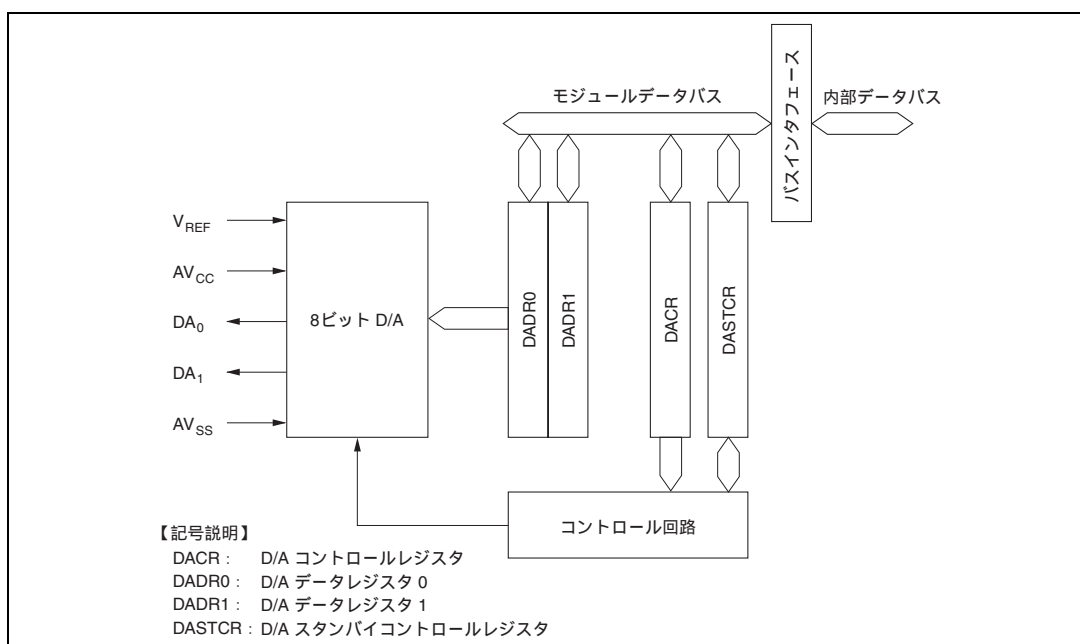 モジュールデータバス
バスインタフェース
内部データバス
VREF
AVCC
DA0
DA1
AVSS
8ビット D/A
DADR0
DADR1
DACR
DASTCR
コントロール回路
【記号説明】
DACR : D/A コントロールレジスタ
DADR0 : D/A データレジスタ 0
DADR1 : D/A データレジスタ 1
DASTCR : D/A スタンバイコントロールレジスタ